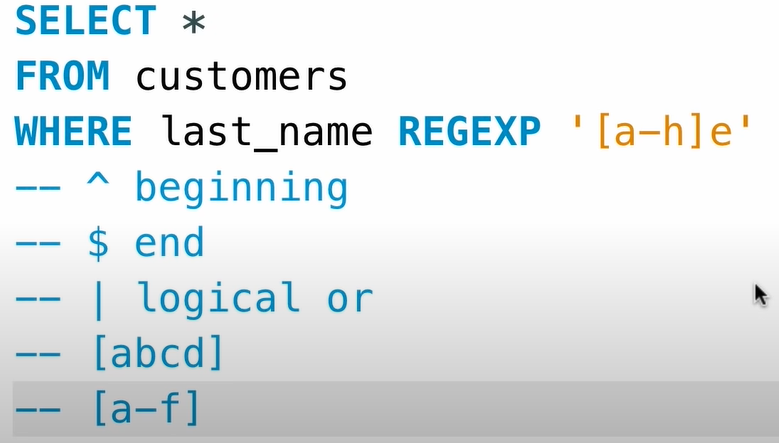 SELECT *
FROM customers
WHERE last_name REGEXP '[a-h]e'
-- ^ beginning
-- $ end
-- | logical or
-- [abcd]
-- [a-f]